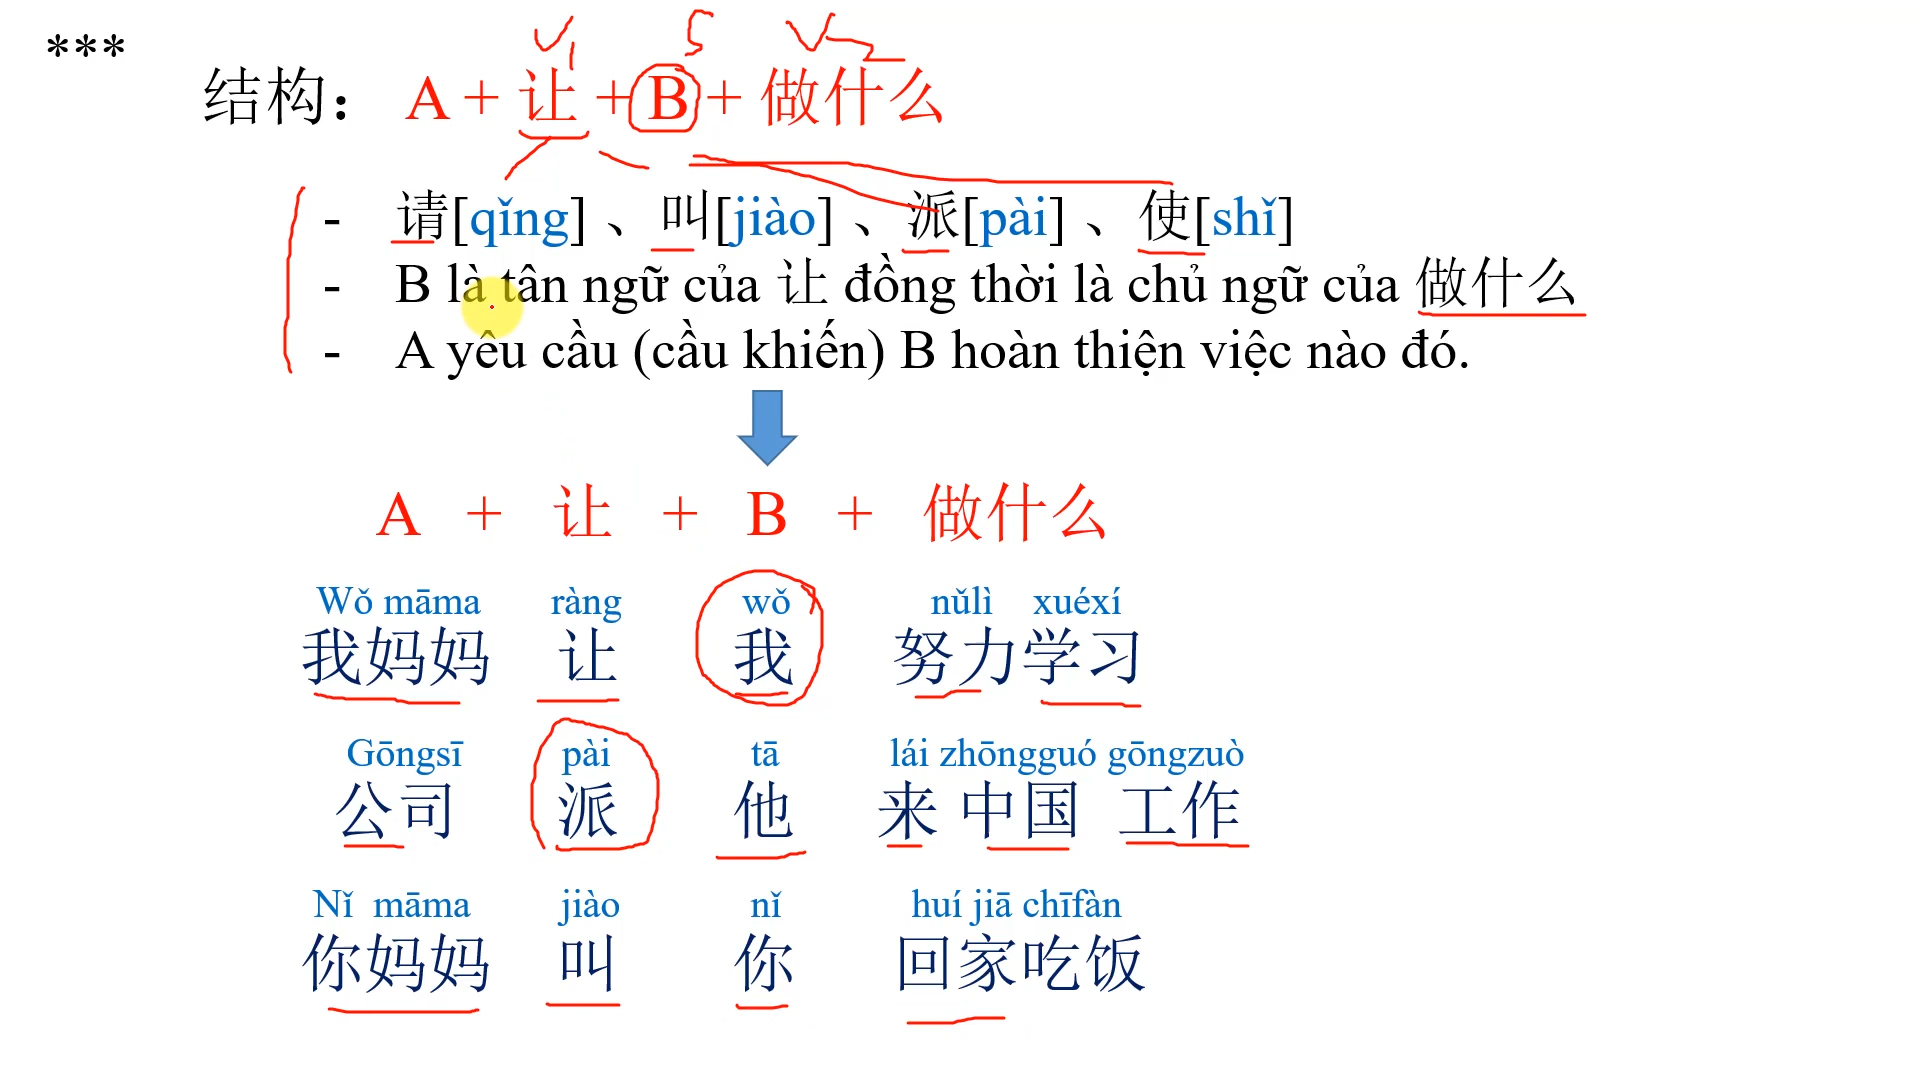 ***
结构： A + 让 + B + 做什么
V1 S V2
- 请[qǐng] 、叫[jiào] 、派[pài] 、使[shǐ]
- B là tân ngữ của 让 đồng thời là chủ ngữ của 做什么
- A yêu cầu (cầu khiến) B hoàn thiện việc nào đó.
A + 让 + B + 做什么
Wǒ māma ràng wǒ nǔlì xuéxí
我妈妈 让 我 努力学习
Gōngsī pài tā lái zhōngguó gōngzuò
公司 派 他 来 中国 工作
Nǐ māma jiào nǐ huí jiā chīfàn
你妈妈 叫 你 回家吃饭